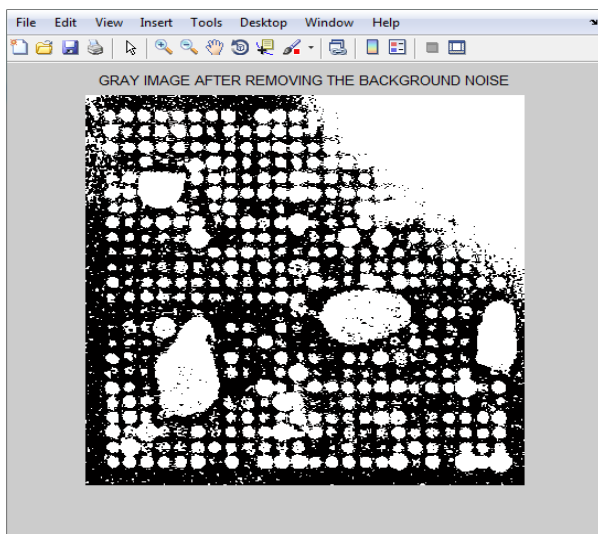 File Edit View Insert Tools Desktop Window Help
GRAY IMAGE AFTER REMOVING THE BACKGROUND NOISE